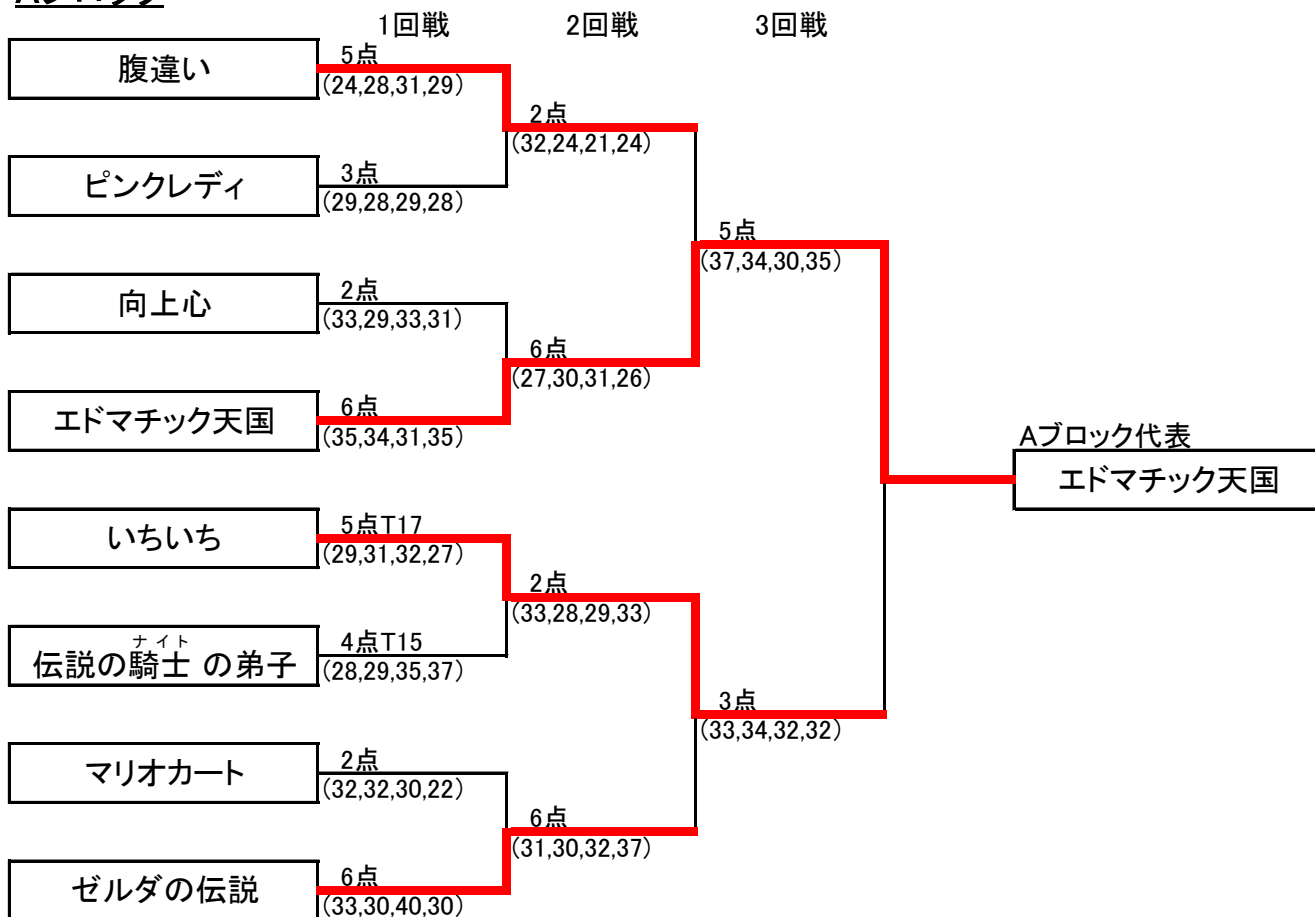 Aブロック
1回戦 2回戦 3回戦
腹違い
5点
(24,28,31,29)
2点
(32,24,21,24)
ピンクレディ
3点
(29,28,29,28)
5点
(37,34,30,35)
向上心
2点
(33,29,33,31)
6点
(27,30,31,26)
エドマチック天国
6点
(35,34,31,35)
Aブロック代表
エドマチック天国
いちいち
5点T17
(29,31,32,27)
2点
(33,28,29,33)
ナイト
伝説の騎士 の弟子
4点T15
(28,29,35,37)
3点
(33,34,32,32)
マリオカート
2点
(32,32,30,22)
6点
(31,30,32,37)
ゼルダの伝説
6点
(33,30,40,30)